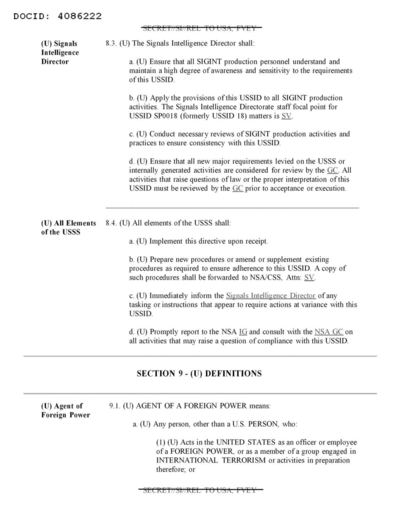 DOCID: 4086222
SECRET//SI//REL TO USA, FVEY
(U) Signals
Intelligence
Director
8.3. (U) The Signals Intelligence Director shall:
a. (U) Ensure that all SIGINT production personnel understand and
maintain a high degree of awareness and sensitivity to the requirements
of this USSID.
b. (U) Apply the provisions of this USSID to all SIGINT production
activities. The Signals Intelligence Directorate staff focal point for
USSID SP0018 (formerly USSID 18) matters is SV.
c. (U) Conduct necessary reviews of SIGINT production activities and
practices to ensure consistency with this USSID.
d. (U) Ensure that all new major requirements levied on the USSS or
internally generated activities are considered for review by the GC. All
activities that raise questions of law or the proper interpretation of this
USSID must be reviewed by the GC prior to acceptance or execution.
(U) All Elements
of the USSS
8.4. (U) All elements of the USSS shall:
a. (U) Implement this directive upon receipt.
b. (U) Prepare new procedures or amend or supplement existing
procedures as required to ensure adherence to this USSID. A copy of
such procedures shall be forwarded to NSA/CSS, Attn: SV.
c. (U) Immediately inform the Signals Intelligence Director of any
tasking or instructions that appear to require actions at variance with this
USSID.
d. (U) Promptly report to the NSA IG and consult with the NSA GC on
all activities that may raise a question of compliance with this USSID.
SECTION 9 - (U) DEFINITIONS
(U) Agent of
Foreign Power
9.1. (U) AGENT OF A FOREIGN POWER means:
a. (U) Any person, other than a U.S. PERSON, who:
(1) (U) Acts in the UNITED STATES as an officer or employee
of a FOREIGN POWER, or as a member of a group engaged in
INTERNATIONAL TERRORISM or activities in preparation
therefore; or
SECRET//SI//REL TO USA, FVEY